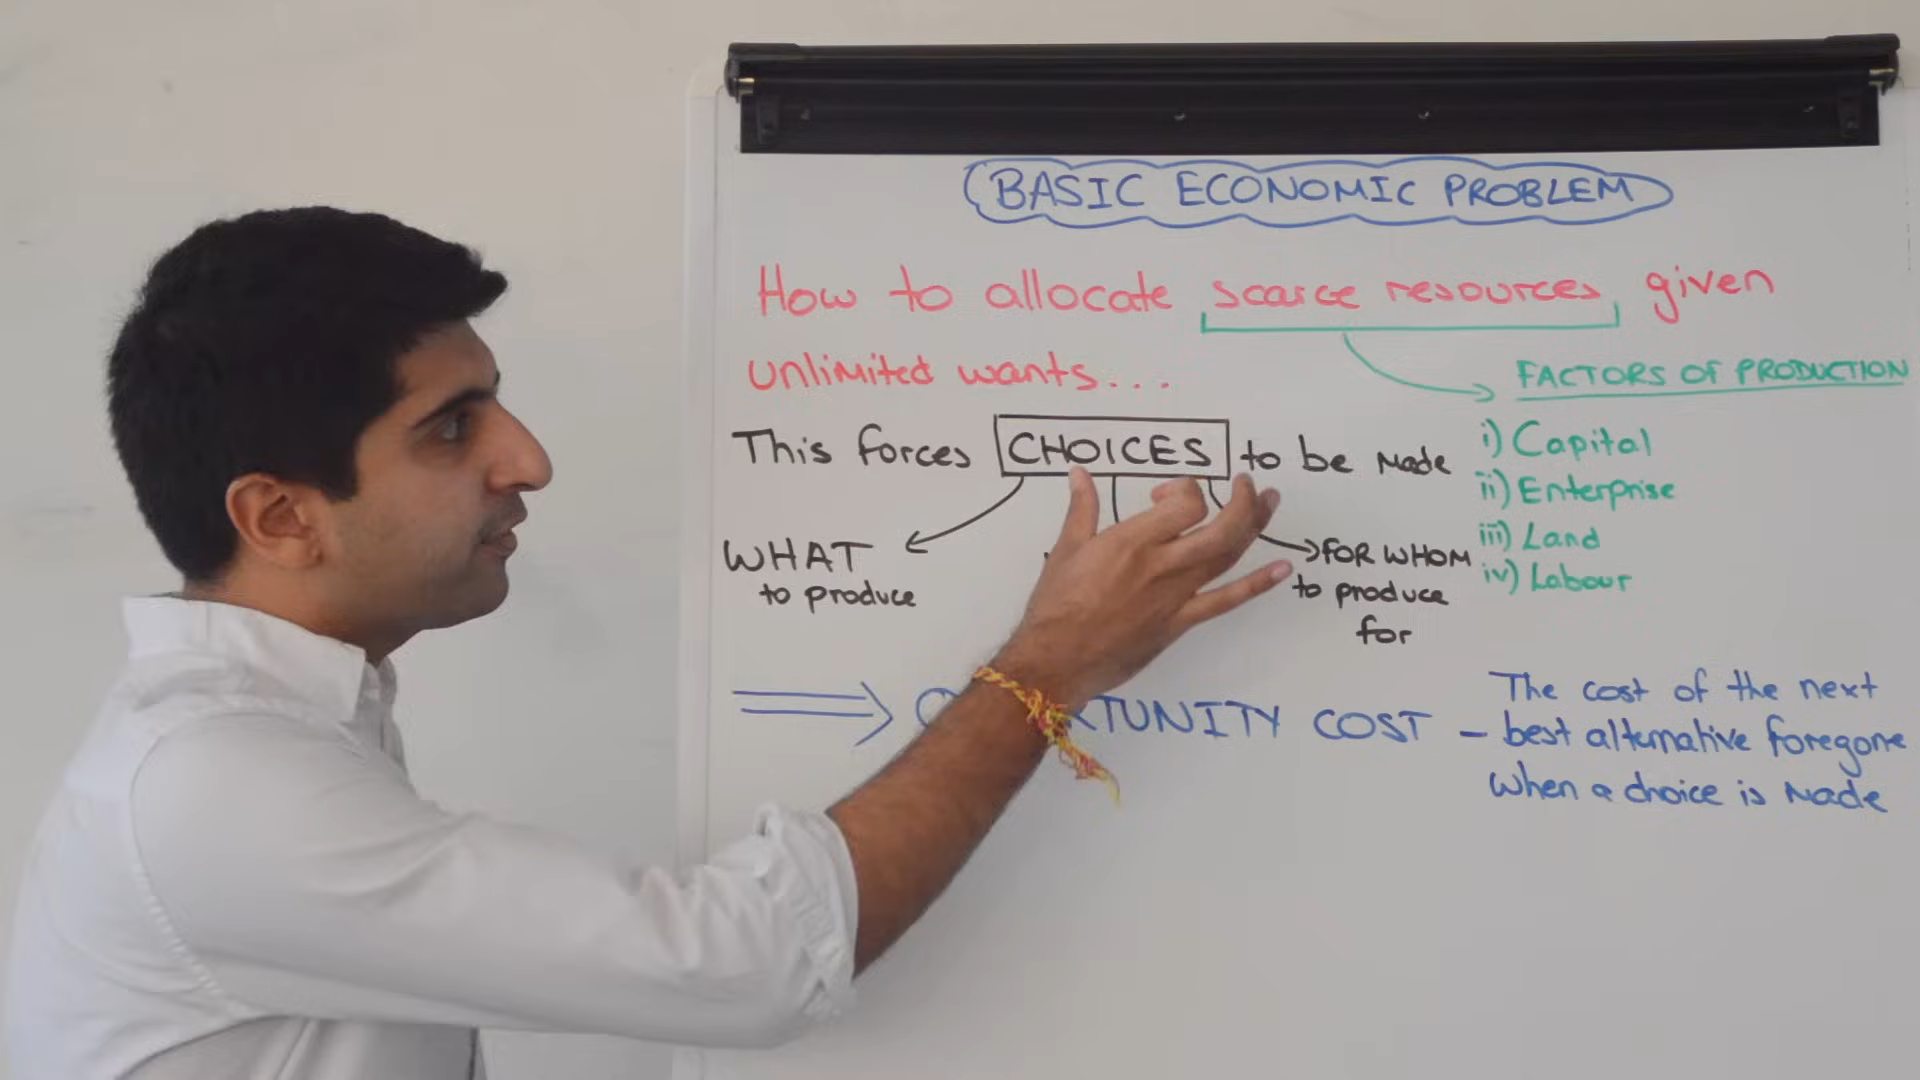 BASIC ECONOMIC PROBLEM
How to allocate scarce resources given
unlimited wants...
This forces CHOICES to be made
WHAT
to produce
FOR WHOM
to produce
for
FACTORS OF PRODUCTION
i) Capital
ii) Enterprise
iii) Land
iv) Labour
COST - The cost of the next
best alternative foregone
when a choice is made